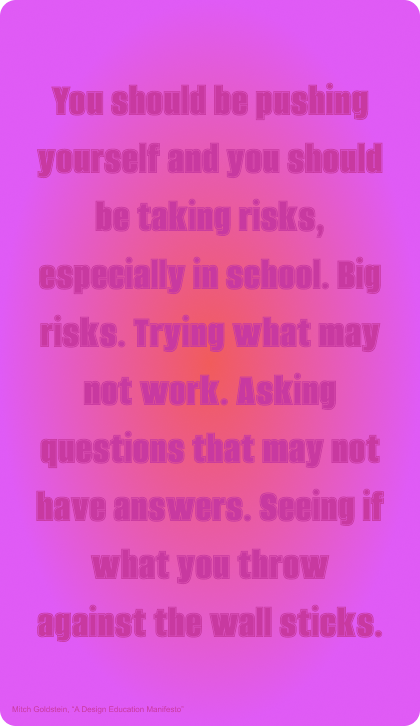 You should be pushing
yourself and you should
be taking risks,
especially in school. Big
risks. Trying what may
not work. Asking
questions that may not
have answers. Seeing if
what you throw
against the wall sticks.
Mitch Goldstein, "A Design Education Manifesto"